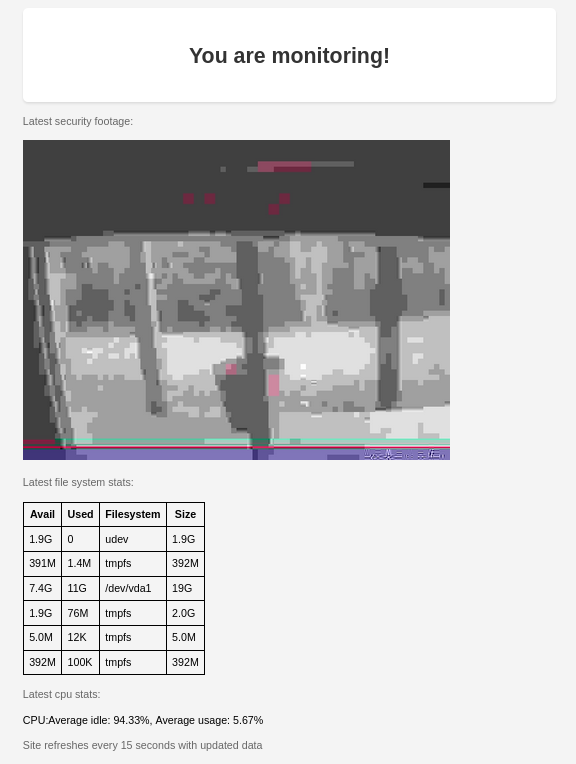 You are monitoring!
Latest security footage:
Latest file system stats:
Avail Used Filesystem Size
1.9G 0 udev 1.9G
391M 1.4M tmpfs 392M
7.4G 11G /dev/vda1 19G
1.9G 76M tmpfs 2.0G
5.0M 12K tmpfs 5.0M
392M 100K tmpfs 392M
Latest cpu stats:
CPU:Average idle: 94.33%, Average usage: 5.67%
Site refreshes every 15 seconds with updated data